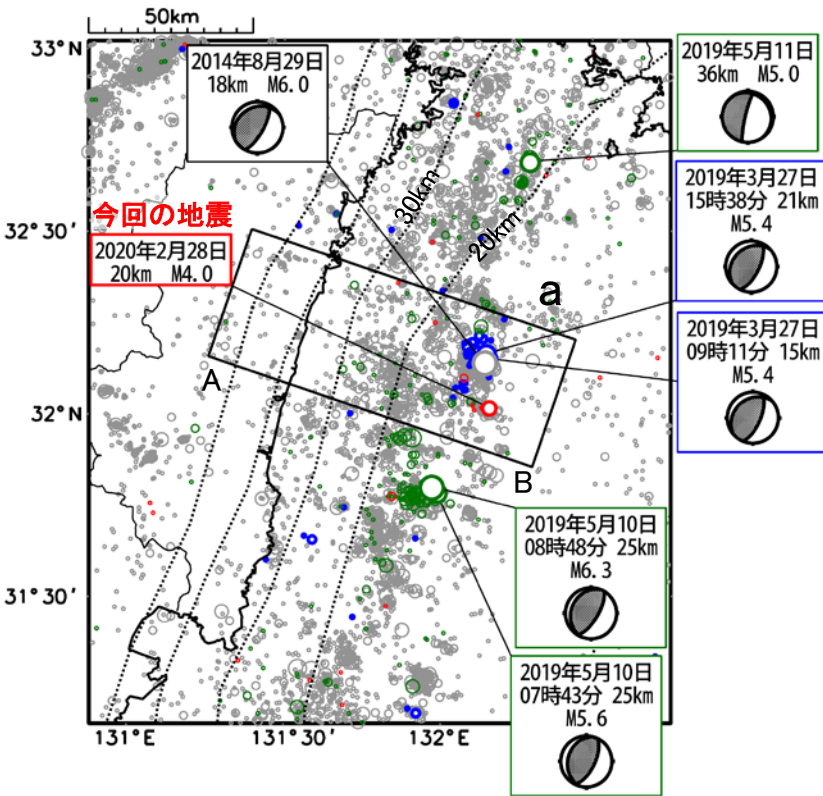 50km
33°N
32°30′
32°N
31°30′
131°E
131°30′
132°E
2014年8月29日
18km M6.0
2019年5月11日
36km M5.0
2019年3月27日
15時38分 21km
M5.4
2019年3月27日
09時11分 15km
M5.4
今回の地震
2020年2月28日
20km M4.0
30km
20km
a
A
B
2019年5月10日
08時48分 25km
M6.3
2019年5月10日
07時43分 25km
M5.6